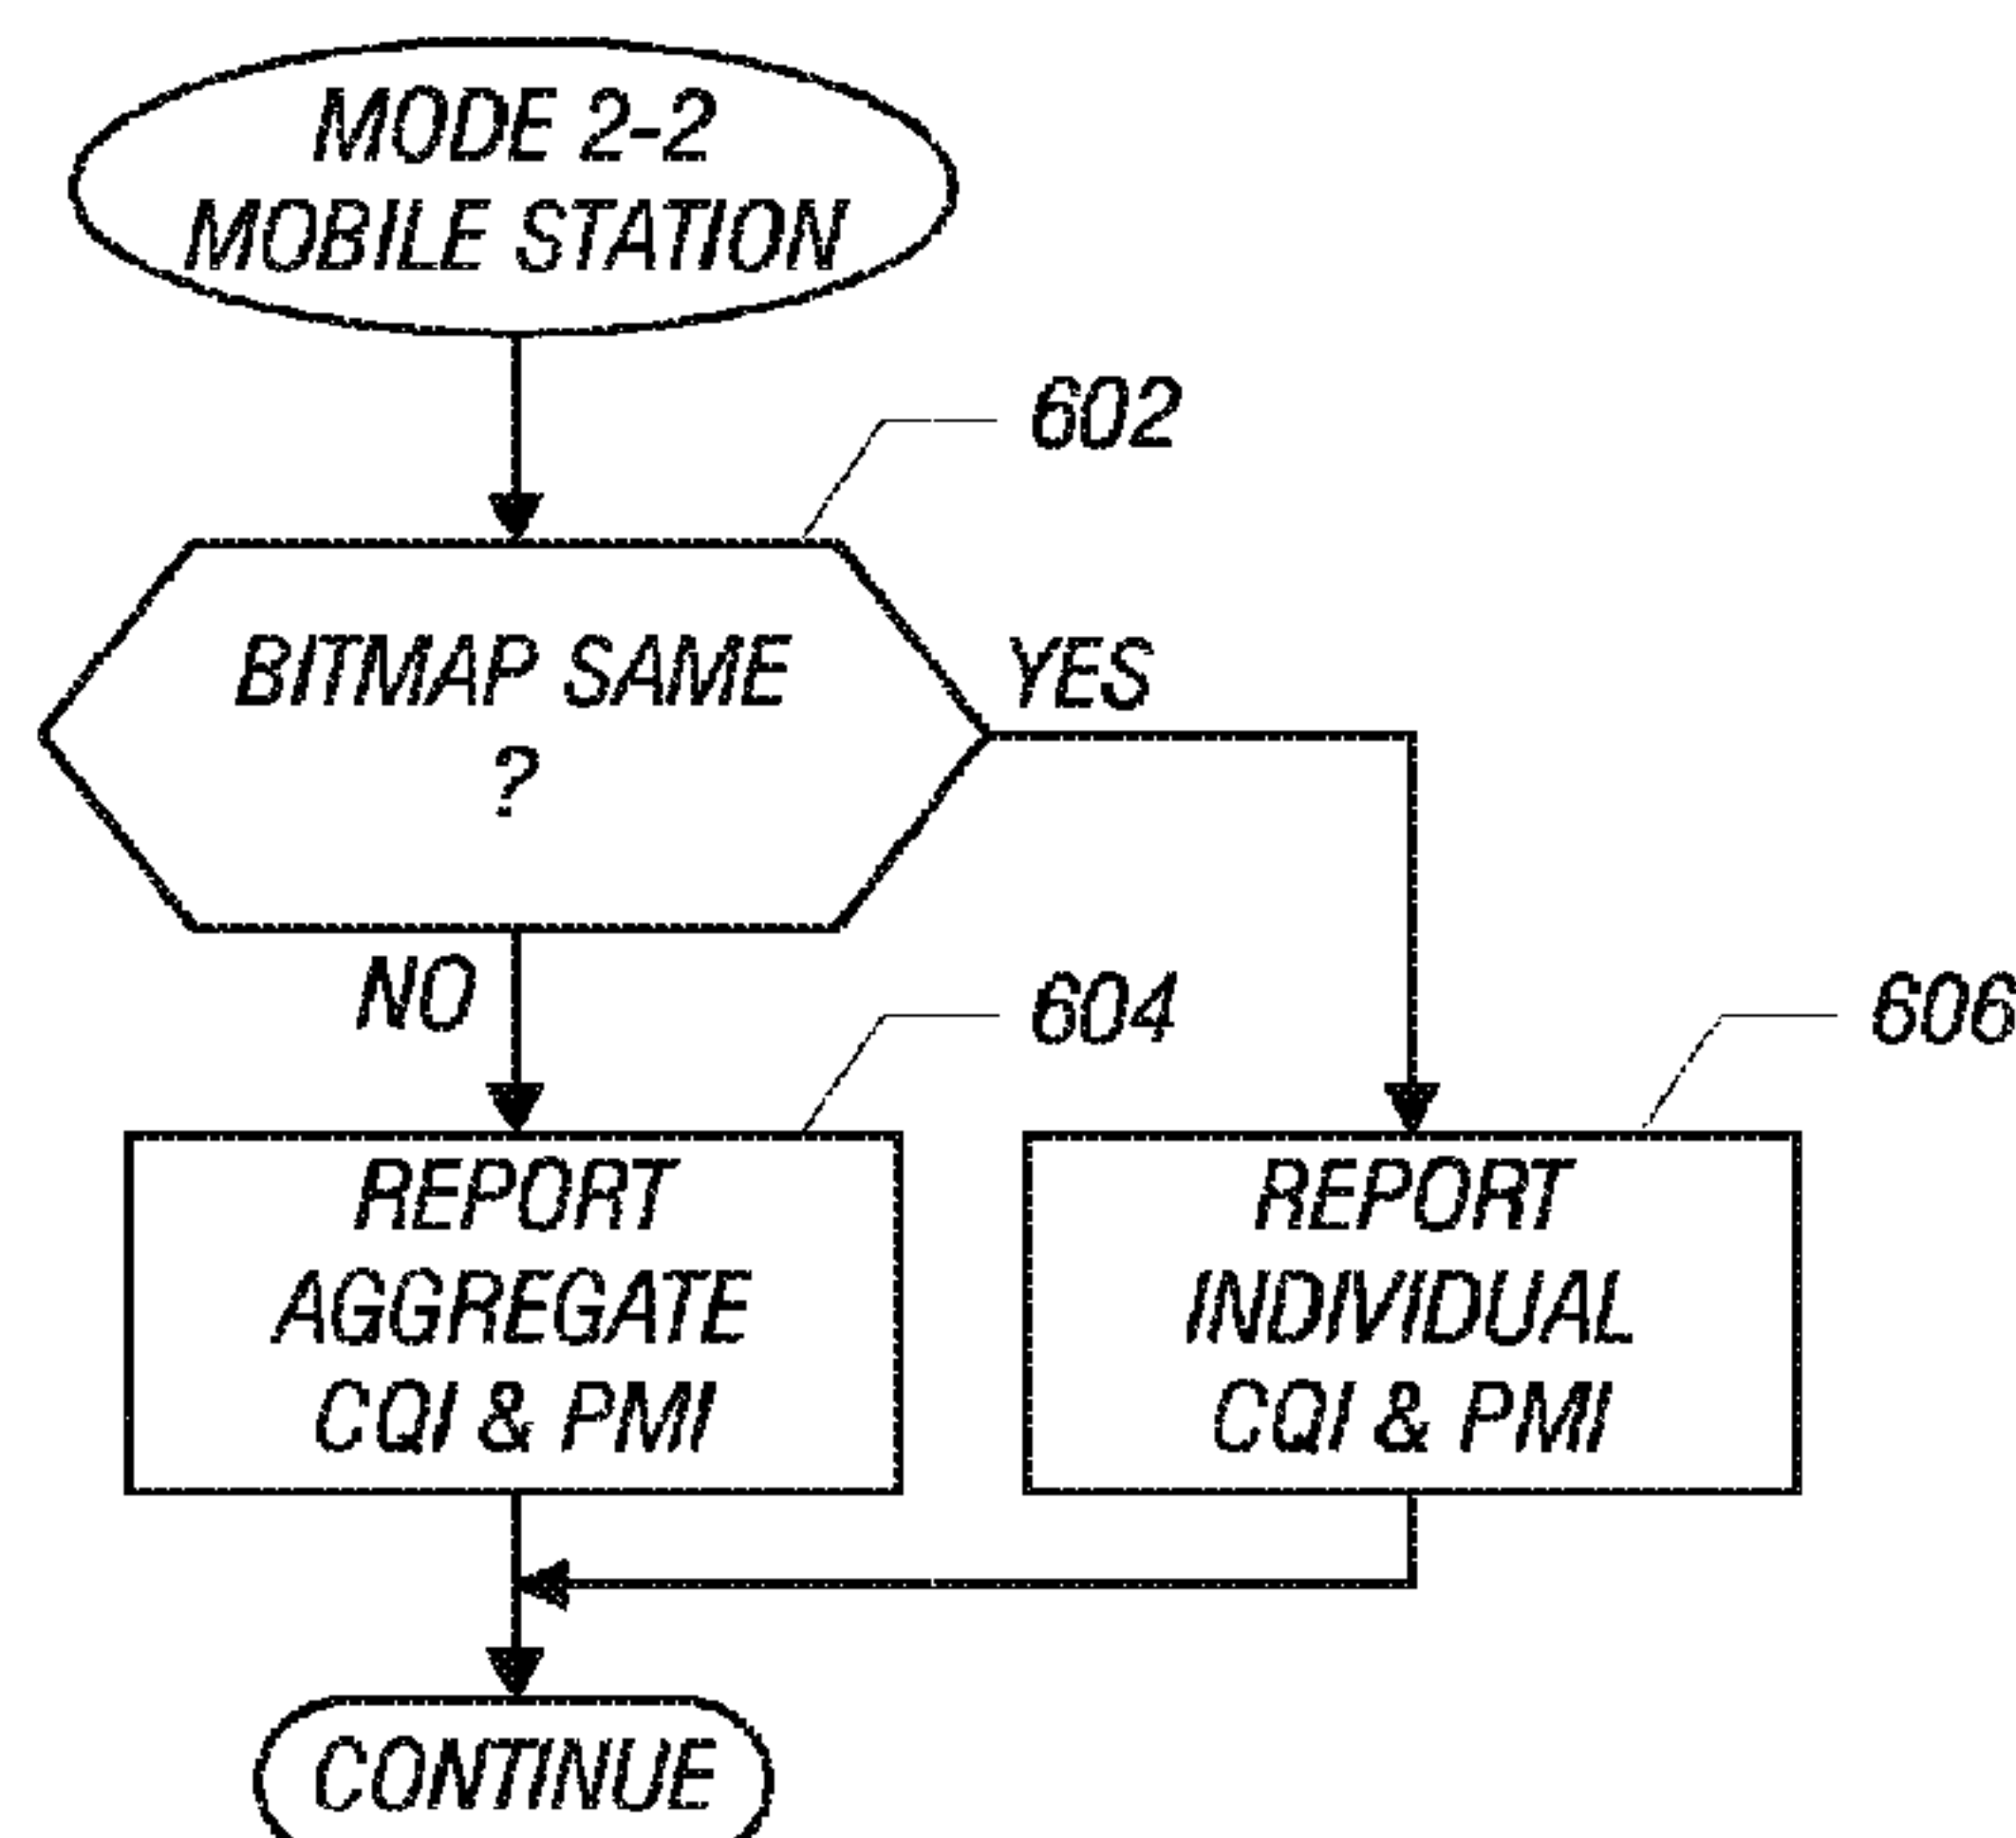 MODE 2-2
MOBILE STATION
602
BITMAP SAME
?
YES
NO
604
606
REPORT
AGGREGATE
CQI & PMI
REPORT
INDIVIDUAL
CQI & PMI
CONTINUE